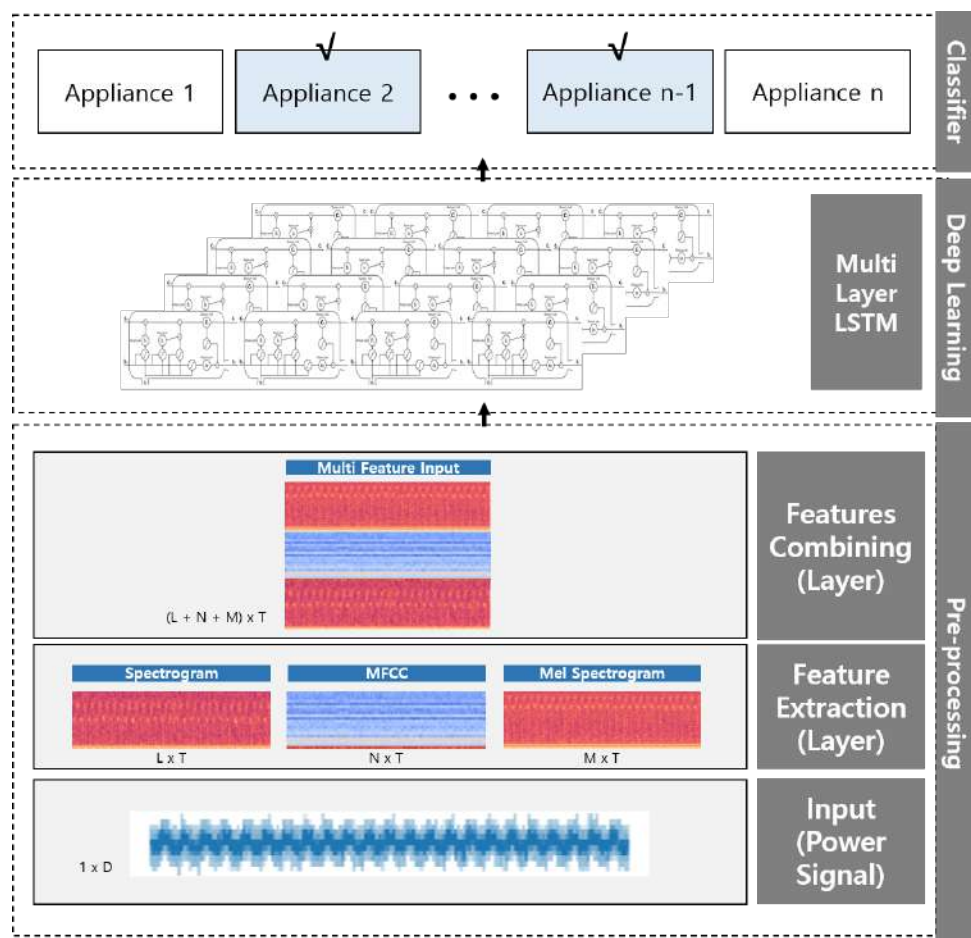 √
√
Appliance 1
Appliance 2
• • •
Appliance n-1
Appliance n
Classifier
Multi
Layer
LSTM
Deep Learning
Multi Feature Input
(L + N + M) x T
Features
Combining
(Layer)
Spectrogram
MFCC
Mel Spectrogram
L x T
N x T
M x T
Feature
Extraction
(Layer)
1 x D
Input
(Power
Signal)
Pre-processing